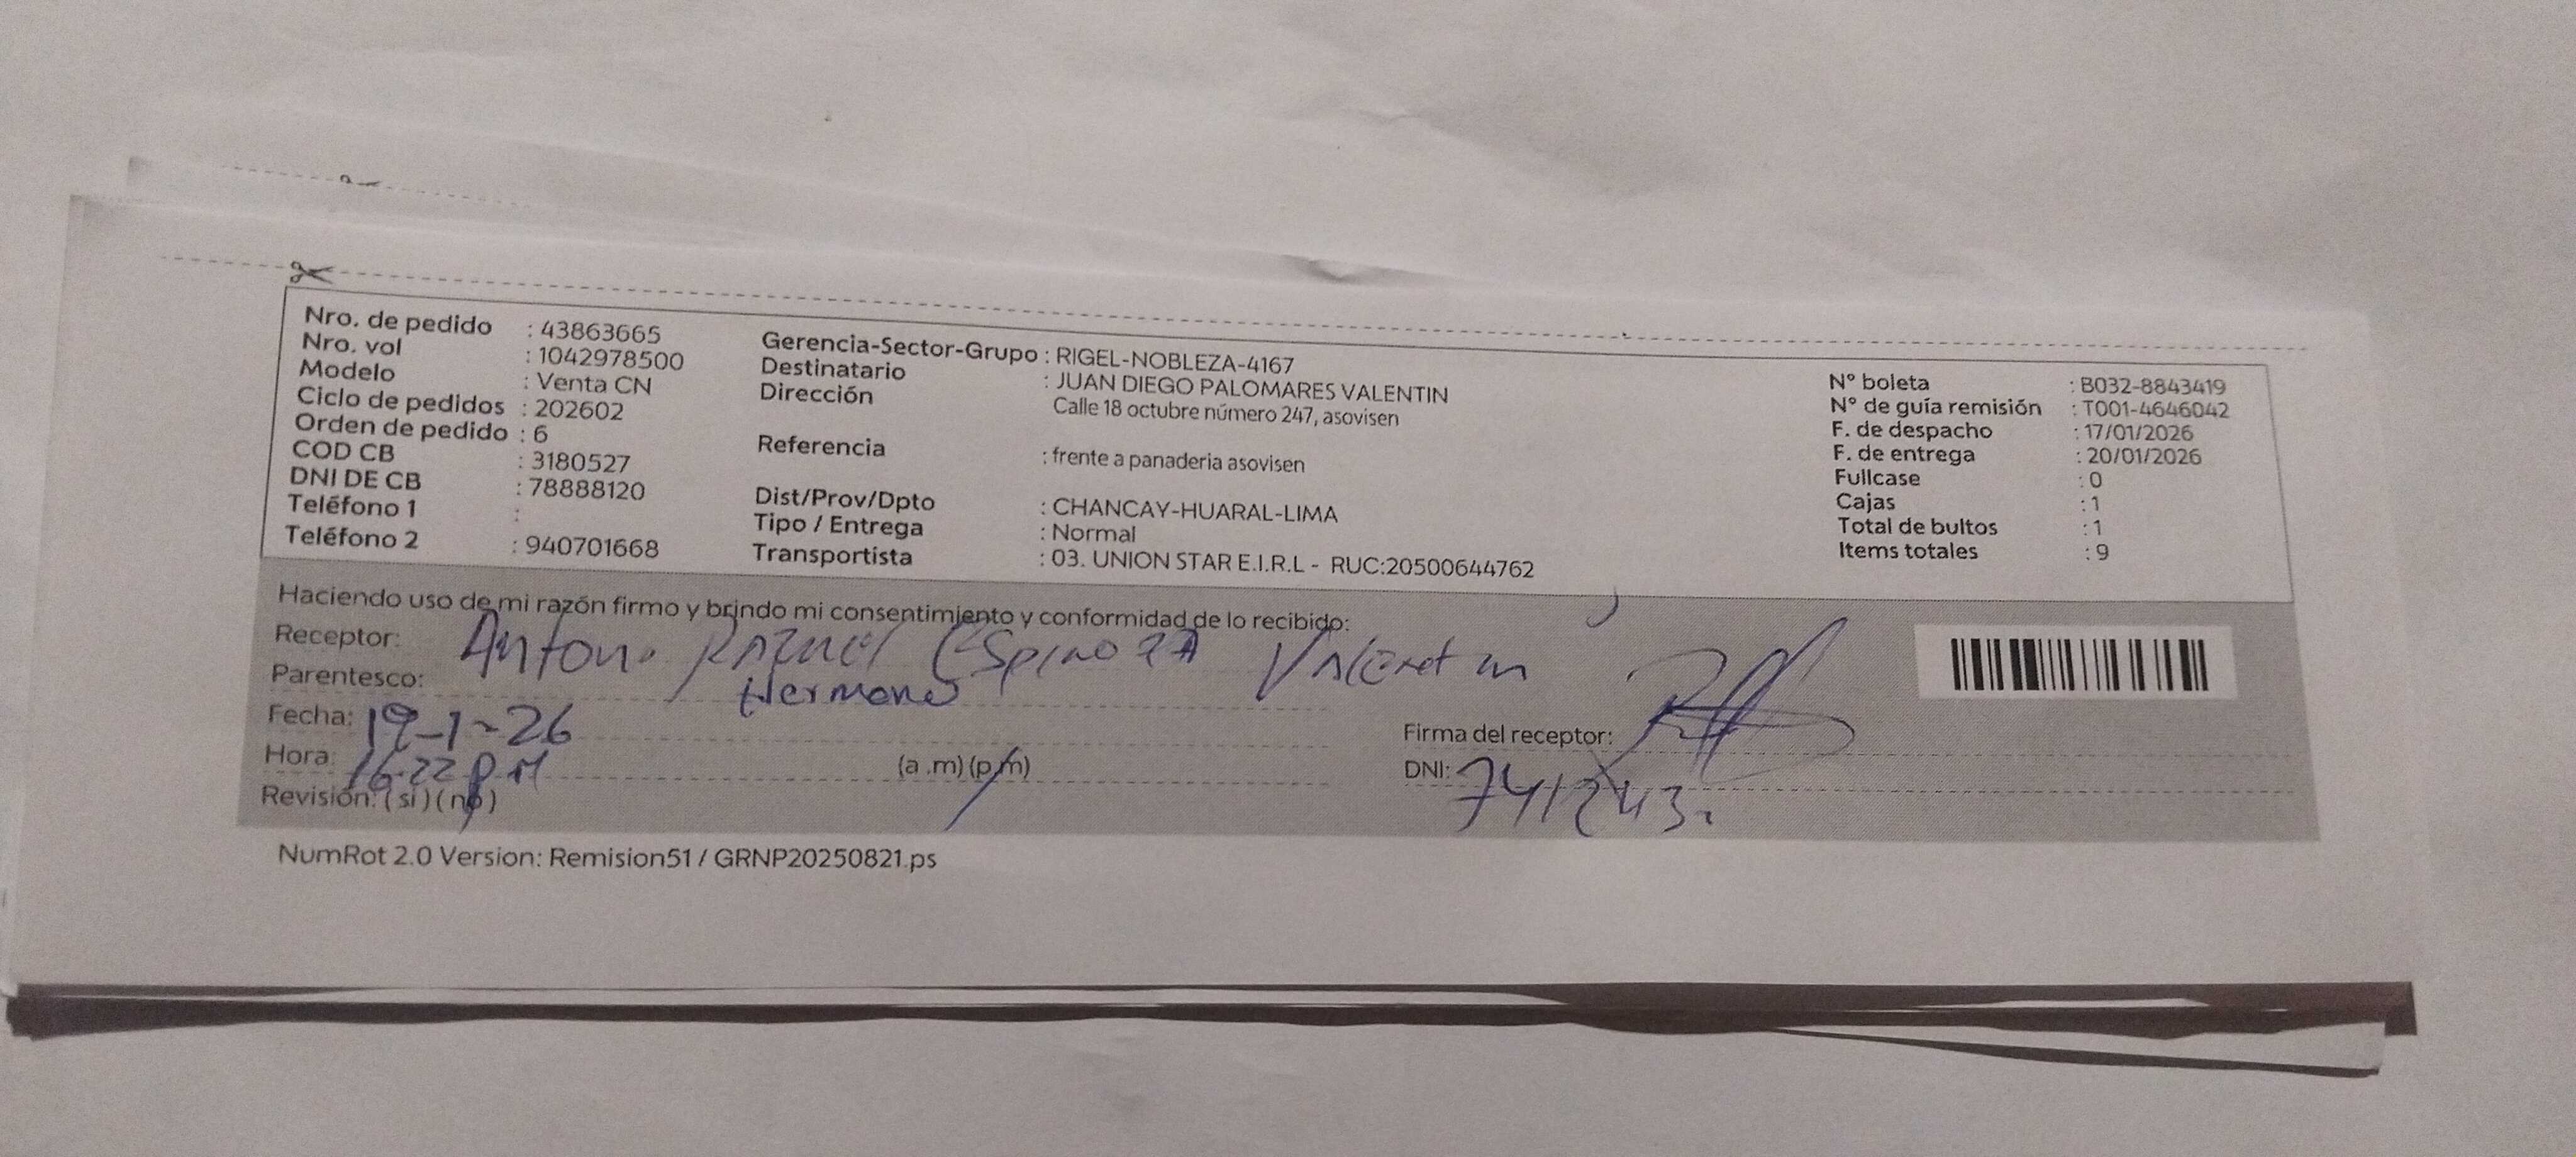 Nro. de pedido : 43863665
Nro. vol : 1042978500
Modelo : Venta CN
Ciclo de pedidos : 202602
Orden de pedido : 6
COD CB : 3180527
DNI DE CB : 78888120
Teléfono 1 :
Teléfono 2 : 940701668
Gerencia-Sector-Grupo : RIGEL-NOBLEZA-4167
Destinatario : JUAN DIEGO PALOMARES VALENTIN
Dirección Calle 18 octubre número 247, asovisen
Referencia : frente a panaderia asovisen
Dist/Prov/Dpto : CHANCAY-HUARAL-LIMA
Tipo / Entrega : Normal
Transportista : 03. UNION STAR E.I.R.L - RUC:20500644762
N° boleta : B032-8843419
N° de guía remisión : T001-4646042
F. de despacho : 17/01/2026
F. de entrega : 20/01/2026
Fullcase : 0
Cajas : 1
Total de bultos : 1
Items totales : 9
Haciendo uso de mi razón firmo y brindo mi consentimiento y conformidad de lo recibido:
Receptor: Antoni Espinoza
Parentesco: Hermano
Fecha: 19-1-26
Hora: 16:22 PM (a .m) (p.m)
Revisión: ( si ) ( no )
Firma del receptor:
DNI:
NumRot 2.0 Version: Remision51 / GRNP20250821.ps